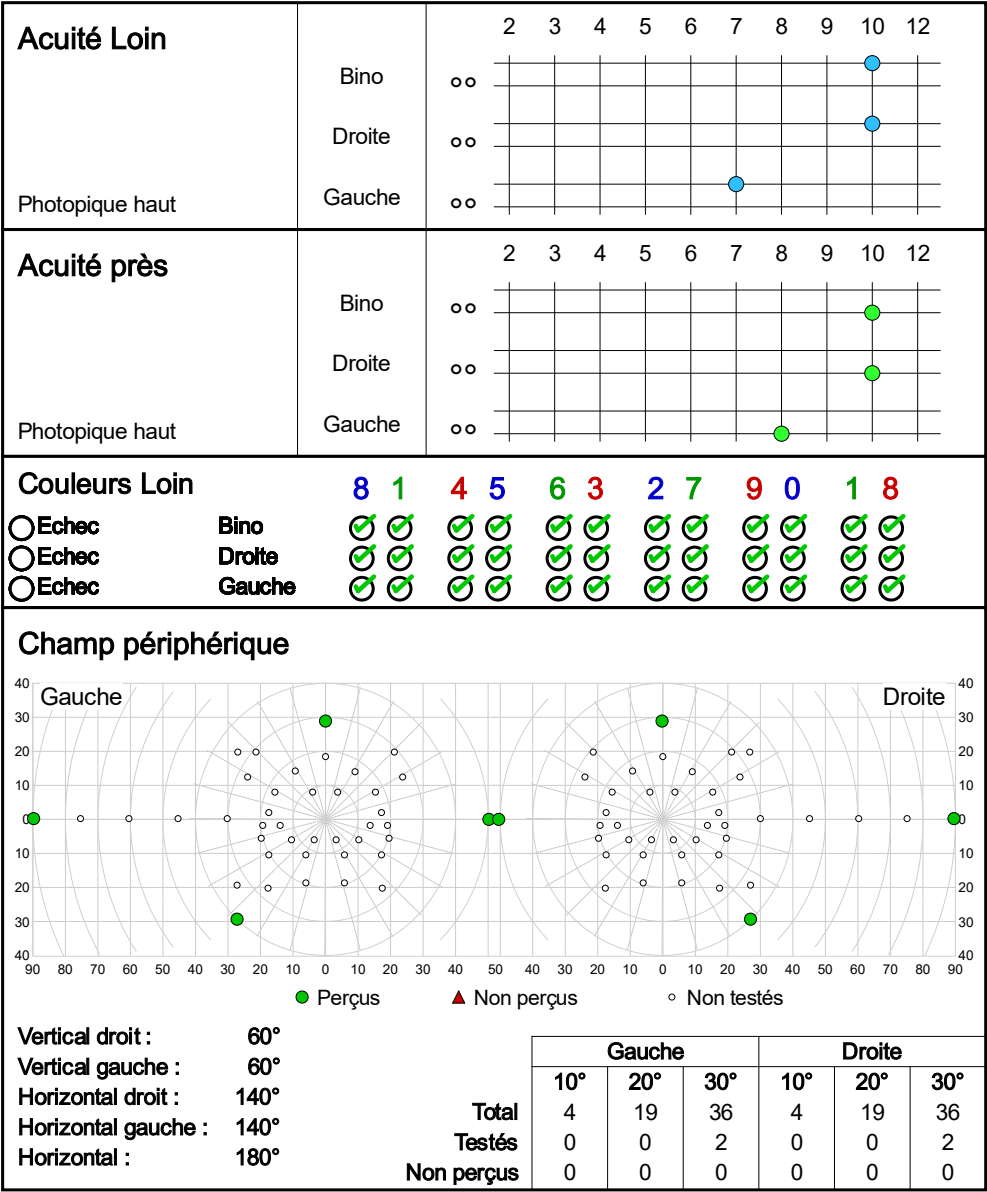 Acuité Loin
2 3 4 5 6 7 8 9 10 12
Bino
Droite
Photopique haut Gauche
Acuité près
2 3 4 5 6 7 8 9 10 12
Bino
Droite
Photopique haut Gauche
Couleurs Loin 8 1 4 5 6 3 2 7 9 0 1 8
Echec Bino
Echec Droite
Echec Gauche
Champ périphérique
40 Gauche Droite 40
30 30
20 20
10 10
0 0
10 10
20 20
30 30
40 40
90 80 70 60 50 40 30 20 10 0 10 20 30 40 50 40 30 20 10 0 10 20 30 40 50 60 70 80 90
Perçus Non perçus Non testés
Vertical droit : 60°
Vertical gauche : 60°
Horizontal droit : 140°
Horizontal gauche : 140°
Horizontal : 180°
Gauche Droite
10° 20° 30° 10° 20° 30°
Total 4 19 36 4 19 36
Testés 0 0 2 0 0 2
Non perçus 0 0 0 0 0 0